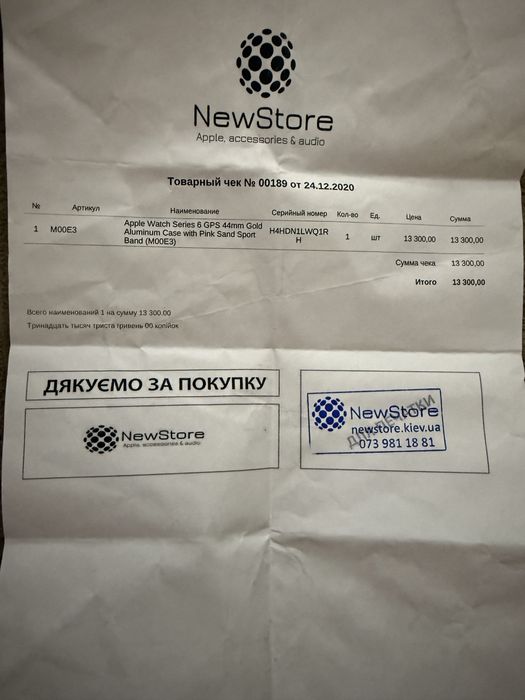 NewStore
Apple, accessories & audio
Товарный чек № 00189 от 24.12.2020
№ Артикул Наименование Серийный номер Кол-во Ед. Цена Сумма
1 M00E3 Apple Watch Series 6 GPS 44mm Gold H4HDN1LWQ1R 1 шт 13 300,00 13 300,00
Aluminum Case with Pink Sand Sport H
Band (M00E3)
Сумма чека 13 300,00
Итого 13 300,00
Всего наименований 1 на сумму 13 300.00
Тринадцать тысяч триста гривень 00 копійок
ДЯКУЄМО ЗА ПОКУПКУ
NewStore
Apple, accessories & audio
NewStore
newstore.kiev.ua
073 981 18 81